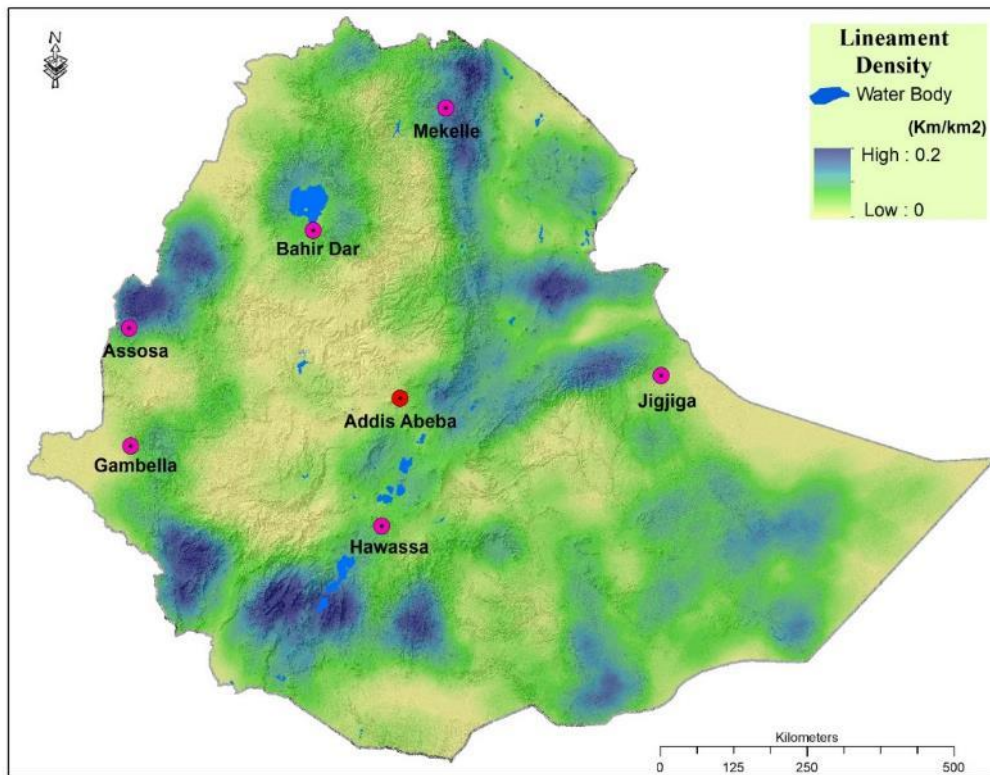 N
Lineament
Density
Water Body
(Km/km2)
High : 0.2
Low : 0
Mekelle
Bahir Dar
Assosa
Addis Abeba
Jigjiga
Gambella
Hawassa
Kilometers
0 125 250 500